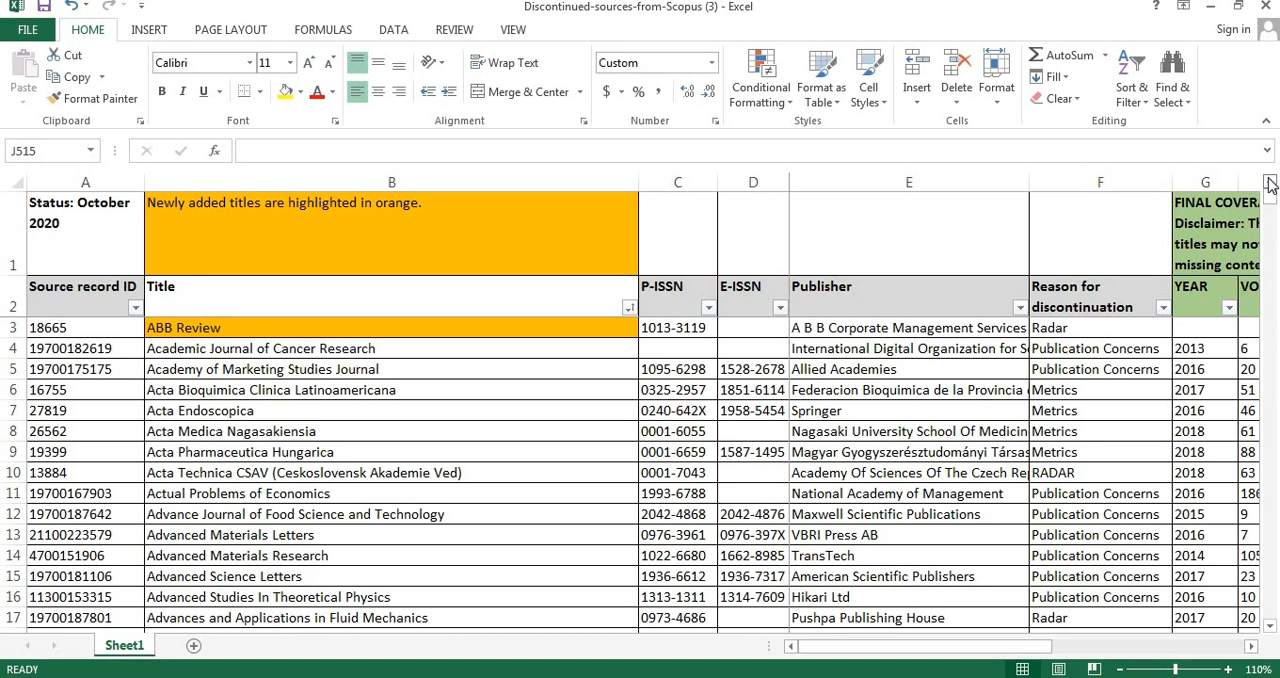 Discontinued-sources-from-Scopus (3) - Excel
?
FILE HOME INSERT PAGE LAYOUT FORMULAS DATA REVIEW VIEW Sign in
Paste
Cut
Copy
Format Painter
Clipboard
Calibri 11
B I U
Font
Wrap Text
Merge & Center
Alignment
Custom
$ % ,
Number
Conditional Formatting
Format as Table
Cell Styles
Styles
Insert Delete Format
Cells
AutoSum
Fill
Clear
Sort & Filter
Find & Select
Editing
J515 fx
A B C D E F G
1 Status: October 2020 Newly added titles are highlighted in orange. FINAL COVERA
Disclaimer: Th
titles may no
missing conte
2 Source record ID Title P-ISSN E-ISSN Publisher Reason for discontinuation YEAR VO
3 18665 ABB Review 1013-3119 A B B Corporate Management Services Radar
4 19700182619 Academic Journal of Cancer Research International Digital Organization for S Publication Concerns 2013 6
5 19700175175 Academy of Marketing Studies Journal 1095-6298 1528-2678 Allied Academies Publication Concerns 2016 20
6 16755 Acta Bioquimica Clinica Latinoamericana 0325-2957 1851-6114 Federacion Bioquimica de la Provincia Metrics 2017 51
7 27819 Acta Endoscopica 0240-642X 1958-5454 Springer Metrics 2016 46
8 26562 Acta Medica Nagasakiensia 0001-6055 Nagasaki University School Of Medicin Metrics 2018 61
9 19399 Acta Pharmaceutica Hungarica 0001-6659 1587-1495 Magyar Gyogyszerésztudományi Társas Metrics 2018 88
10 13884 Acta Technica CSAV (Ceskoslovensk Akademie Ved) 0001-7043 Academy Of Sciences Of The Czech Re RADAR 2018 63
11 19700167903 Actual Problems of Economics 1993-6788 National Academy of Management Publication Concerns 2016 186
12 19700187642 Advance Journal of Food Science and Technology 2042-4868 2042-4876 Maxwell Scientific Publications Publication Concerns 2015 9
13 21100223579 Advanced Materials Letters 0976-3961 0976-397X VBRI Press AB Publication Concerns 2016 7
14 4700151906 Advanced Materials Research 1022-6680 1662-8985 TransTech Publication Concerns 2014 105
15 19700181106 Advanced Science Letters 1936-6612 1936-7317 American Scientific Publishers Publication Concerns 2017 23
16 11300153315 Advanced Studies In Theoretical Physics 1313-1311 1314-7609 Hikari Ltd Publication Concerns 2016 10
17 19700187801 Advances and Applications in Fluid Mechanics 0973-4686 Pushpa Publishing House Radar 2017 20
Sheet1
READY 110%